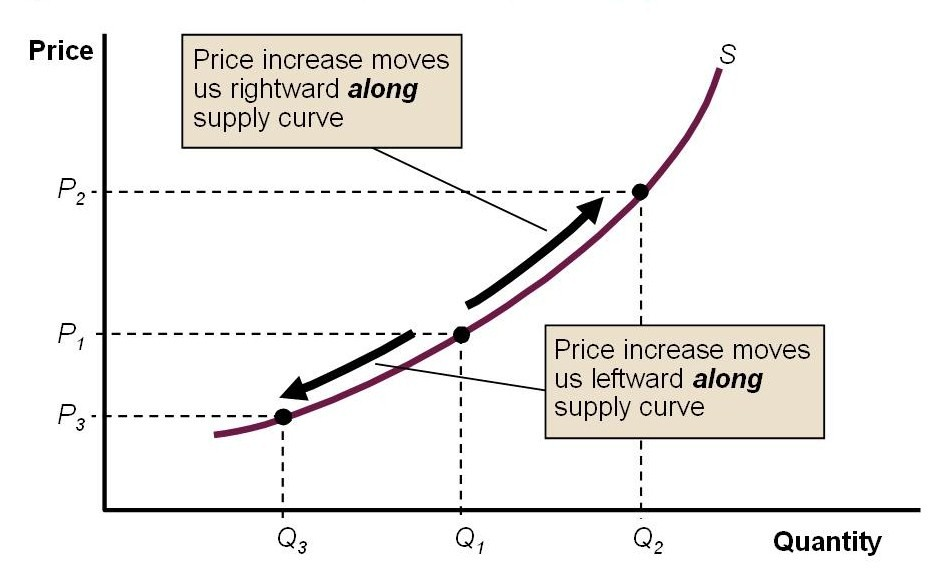 Price
Price increase moves
us rightward along
supply curve
S
P2
P1
Price increase moves
us leftward along
supply curve
P3
Q3
Q1
Q2
Quantity